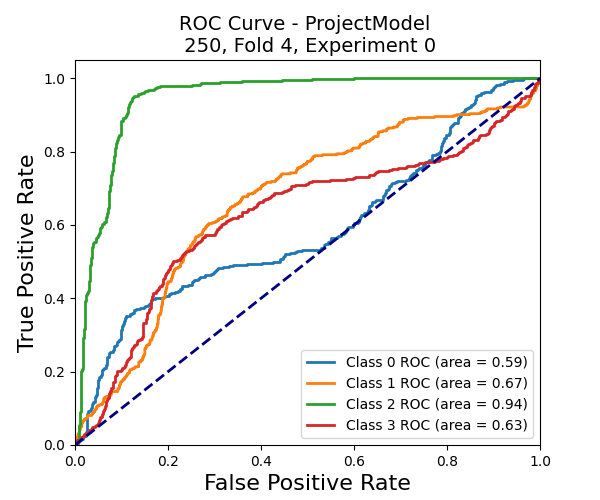 ROC Curve - ProjectModel
250, Fold 4, Experiment 0
True Positive Rate
1.0
0.8
0.6
0.4
0.2
0.0
Class 0 ROC (area = 0.59)
Class 1 ROC (area = 0.67)
Class 2 ROC (area = 0.94)
Class 3 ROC (area = 0.63)
0.0 0.2 0.4 0.6 0.8 1.0
False Positive Rate